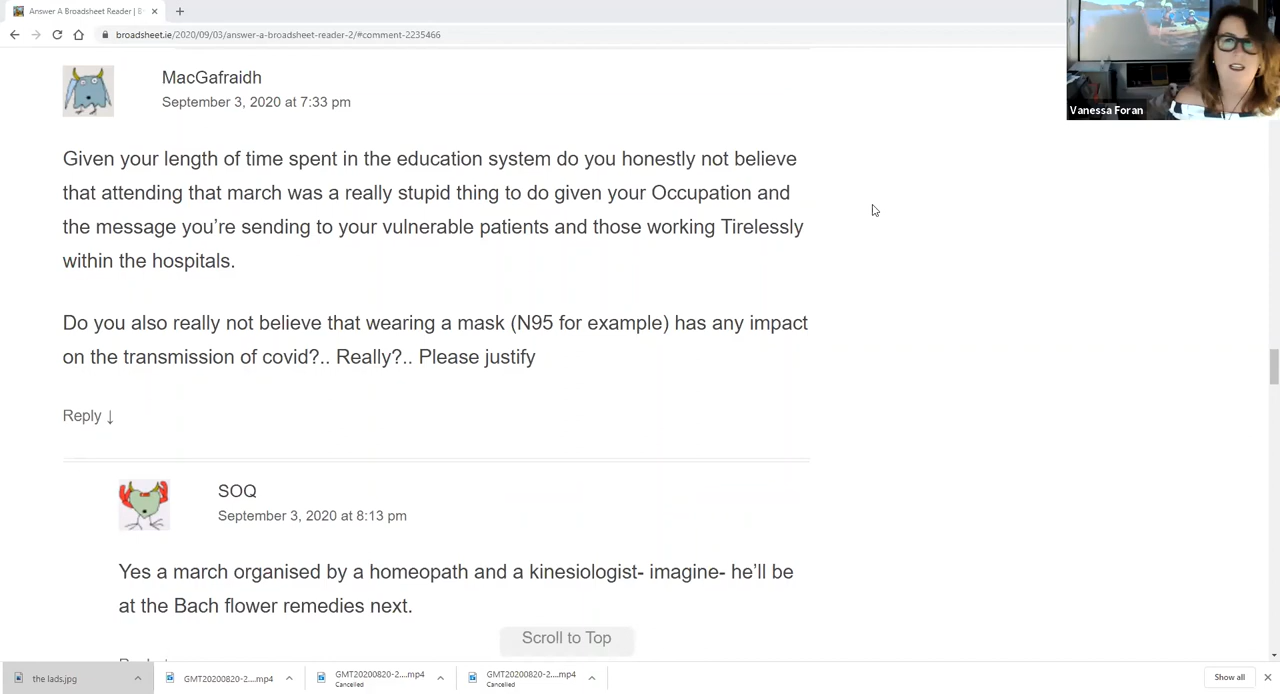 Answer A Broadsheet Reader | B
broadsheet.ie/2020/09/03/answer-a-broadsheet-reader-2/#comment-2235466
Vanessa Foran
MacGafraidh
September 3, 2020 at 7:33 pm
Given your length of time spent in the education system do you honestly not believe
that attending that march was a really stupid thing to do given your Occupation and
the message you’re sending to your vulnerable patients and those working Tirelessly
within the hospitals.
Do you also really not believe that wearing a mask (N95 for example) has any impact
on the transmission of covid?.. Really?.. Please justify
Reply ↓
SOQ
September 3, 2020 at 8:13 pm
Yes a march organised by a homeopath and a kinesiologist- imagine- he’ll be
at the Bach flower remedies next.
Scroll to Top
the lads.jpg
GMT20200820-2....mp4
GMT20200820-2....mp4
Cancelled
GMT20200820-2....mp4
Cancelled
Show all